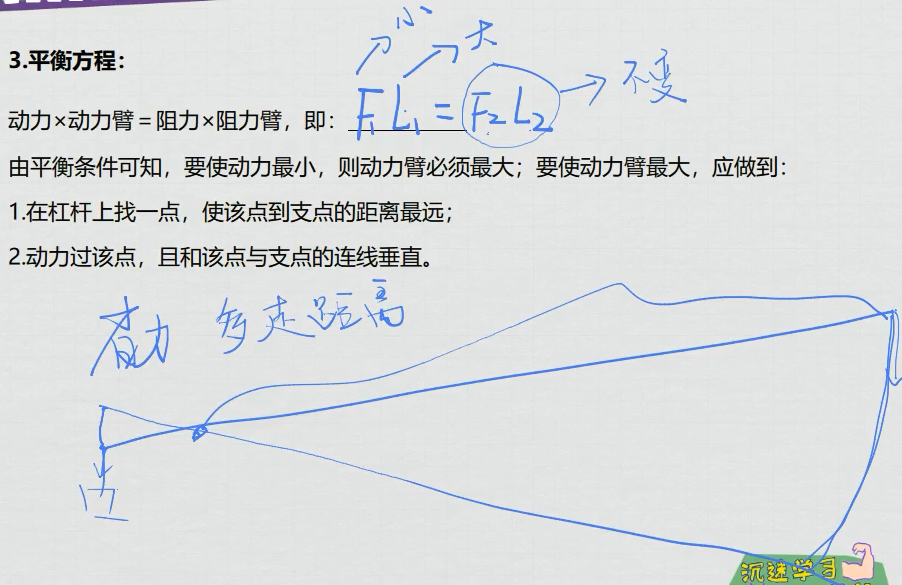 3.平衡方程：
小 大
不变
动力×动力臂＝阻力×阻力臂，即：F₁L₁=F₂L₂
由平衡条件可知，要使动力最小，则动力臂必须最大；要使动力臂最大，应做到：
1.在杠杆上找一点，使该点到支点的距离最远；
2.动力过该点，且和该点与支点的连线垂直。
省力 多走距离
沉迷学习